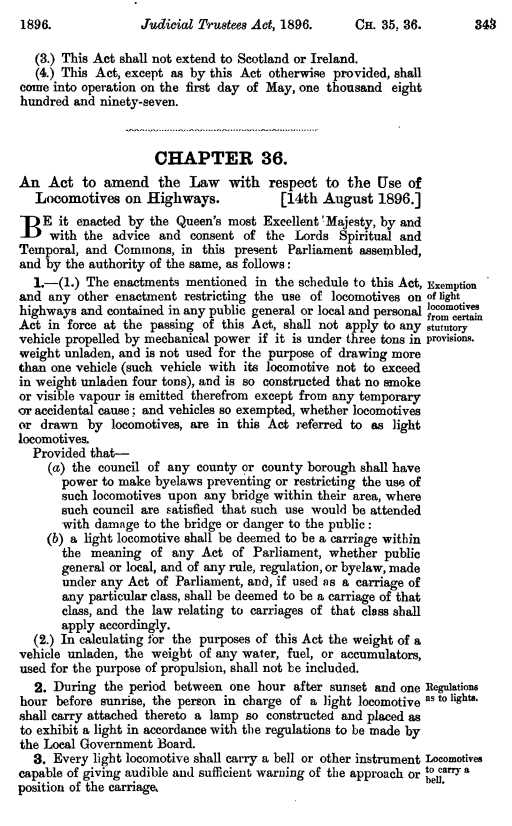 1896. Judicial Trustees Act, 1896. CH. 35, 36. 343
(3.) This Act shall not extend to Scotland or Ireland.
(4.) This Act, except as by this Act otherwise provided, shall
come into operation on the first day of May, one thousand eight
hundred and ninety-seven.
CHAPTER 36.
An Act to amend the Law with respect to the Use of
Locomotives on Highways. [14th August 1896.]
BE it enacted by the Queen's most Excellent Majesty, by and
with the advice and consent of the Lords Spiritual and
Temporal, and Commons, in this present Parliament assembled,
and by the authority of the same, as follows:
1.—(1.) The enactments mentioned in the schedule to this Act,
and any other enactment restricting the use of locomotives on
highways and contained in any public general or local and personal
Act in force at the passing of this Act, shall not apply to any
vehicle propelled by mechanical power if it is under three tons in
weight unladen, and is not used for the purpose of drawing more
than one vehicle (such vehicle with its locomotive not to exceed
in weight unladen four tons), and is so constructed that no smoke
or visible vapour is emitted therefrom except from any temporary
or accidental cause; and vehicles so exempted, whether locomotives
or drawn by locomotives, are in this Act referred to as light
locomotives.
Exemption
of light
locomotives
from certain
statutory
provisions.
Provided that—
(a) the council of any county or county borough shall have
power to make byelaws preventing or restricting the use of
such locomotives upon any bridge within their area, where
such council are satisfied that such use would be attended
with damage to the bridge or danger to the public:
(b) a light locomotive shall be deemed to be a carriage within
the meaning of any Act of Parliament, whether public
general or local, and of any rule, regulation, or byelaw, made
under any Act of Parliament, and, if used as a carriage of
any particular class, shall be deemed to be a carriage of that
class, and the law relating to carriages of that class shall
apply accordingly.
(2.) In calculating for the purposes of this Act the weight of a
vehicle unladen, the weight of any water, fuel, or accumulators,
used for the purpose of propulsion, shall not be included.
2. During the period between one hour after sunset and one
hour before sunrise, the person in charge of a light locomotive
shall carry attached thereto a lamp so constructed and placed as
to exhibit a light in accordance with the regulations to be made by
the Local Government Board.
Regulations
as to lights.
3. Every light locomotive shall carry a bell or other instrument
capable of giving audible and sufficient warning of the approach or
position of the carriage.
Locomotives
to carry a
bell.